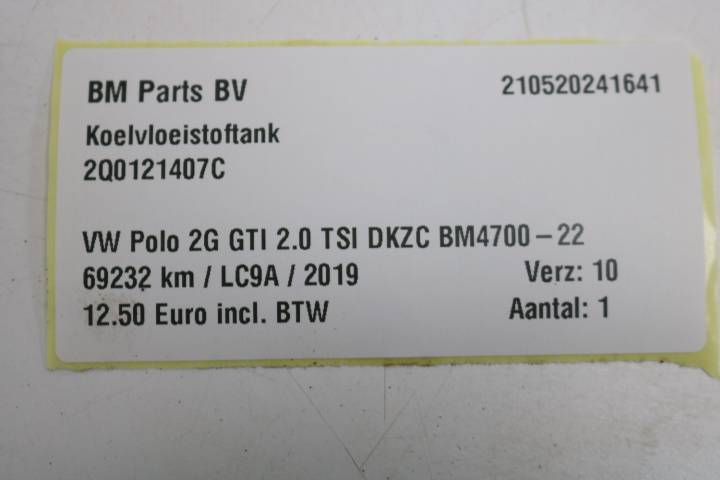 BM Parts BV 210520241641
Koelvloeistoftank
2Q0121407C
VW Polo 2G GTI 2.0 TSI DKZC BM4700-22
69232 km / LC9A / 2019 Verz: 10
12.50 Euro incl. BTW Aantal: 1